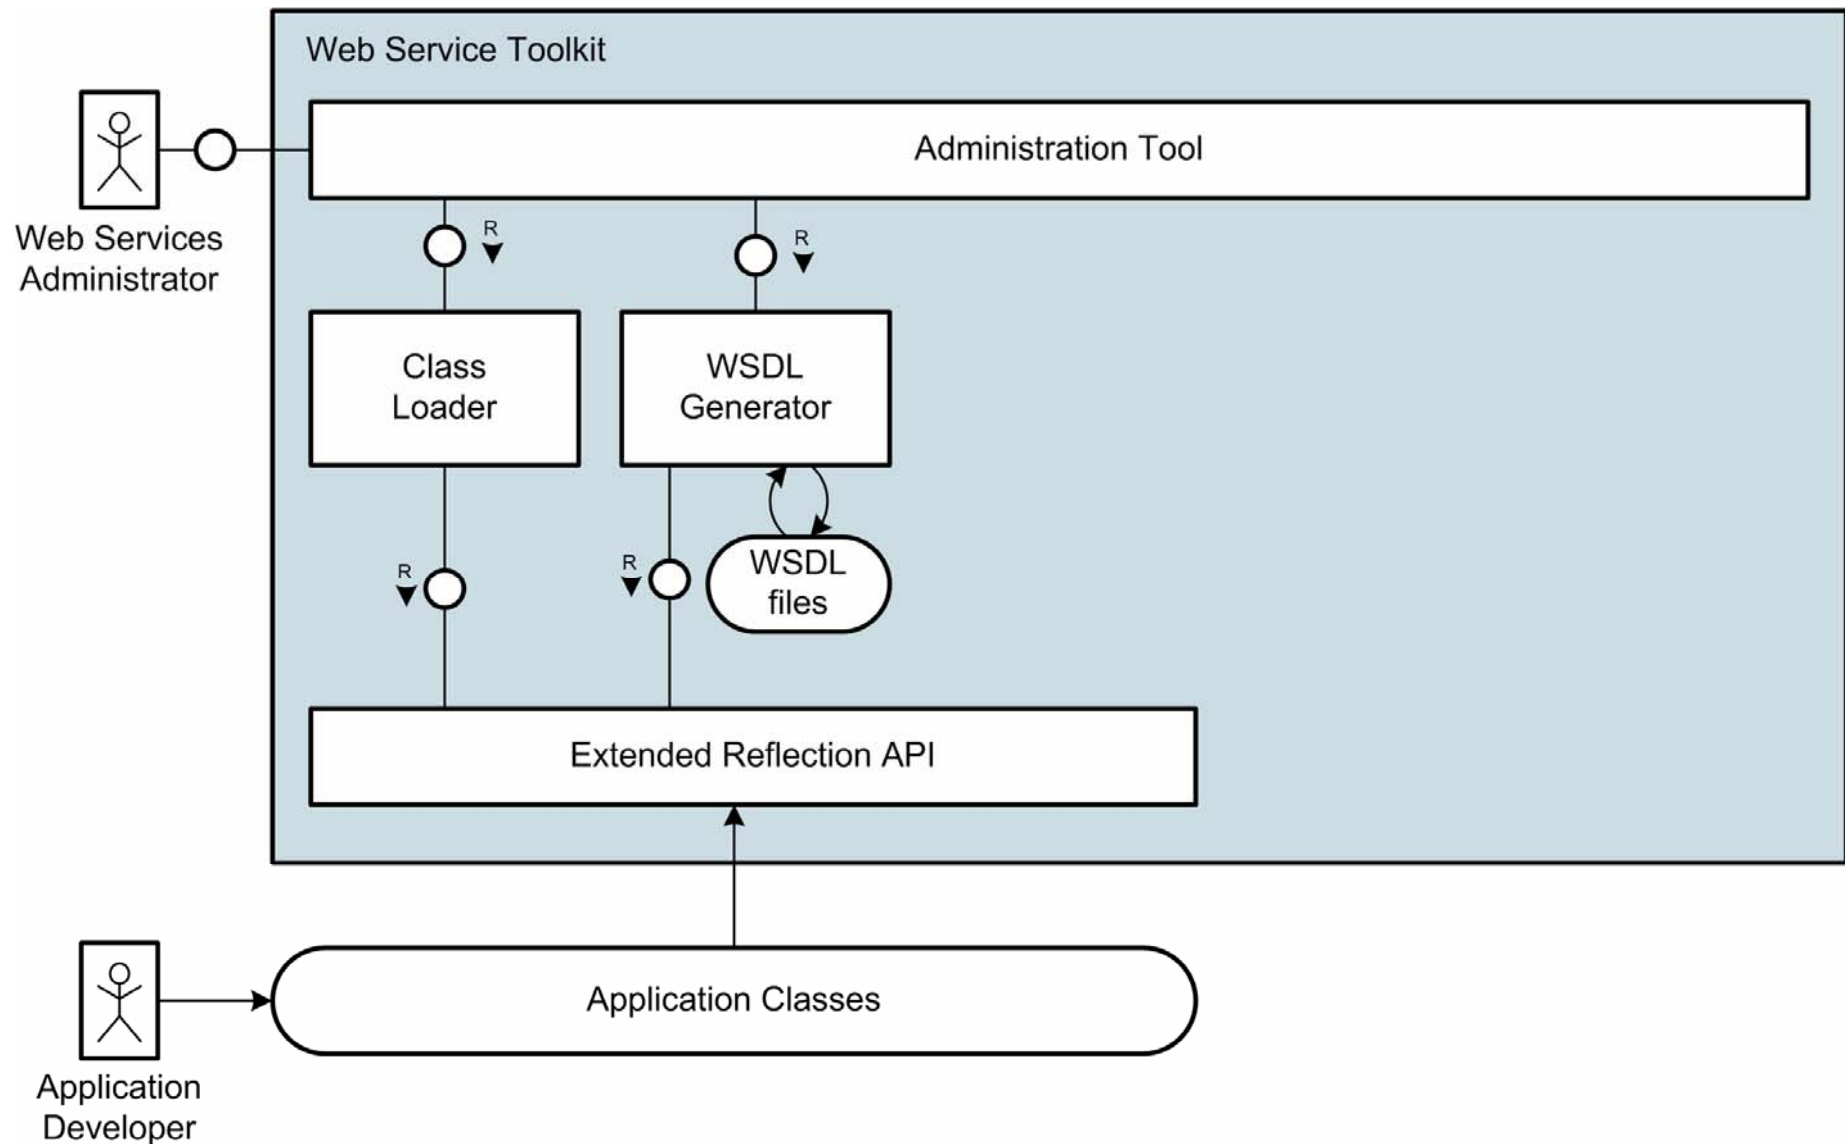 Web Service Toolkit
Administration Tool
Web Services
Administrator
R
R
Class
Loader
WSDL
Generator
R
R
WSDL
files
Extended Reflection API
Application Classes
Application
Developer